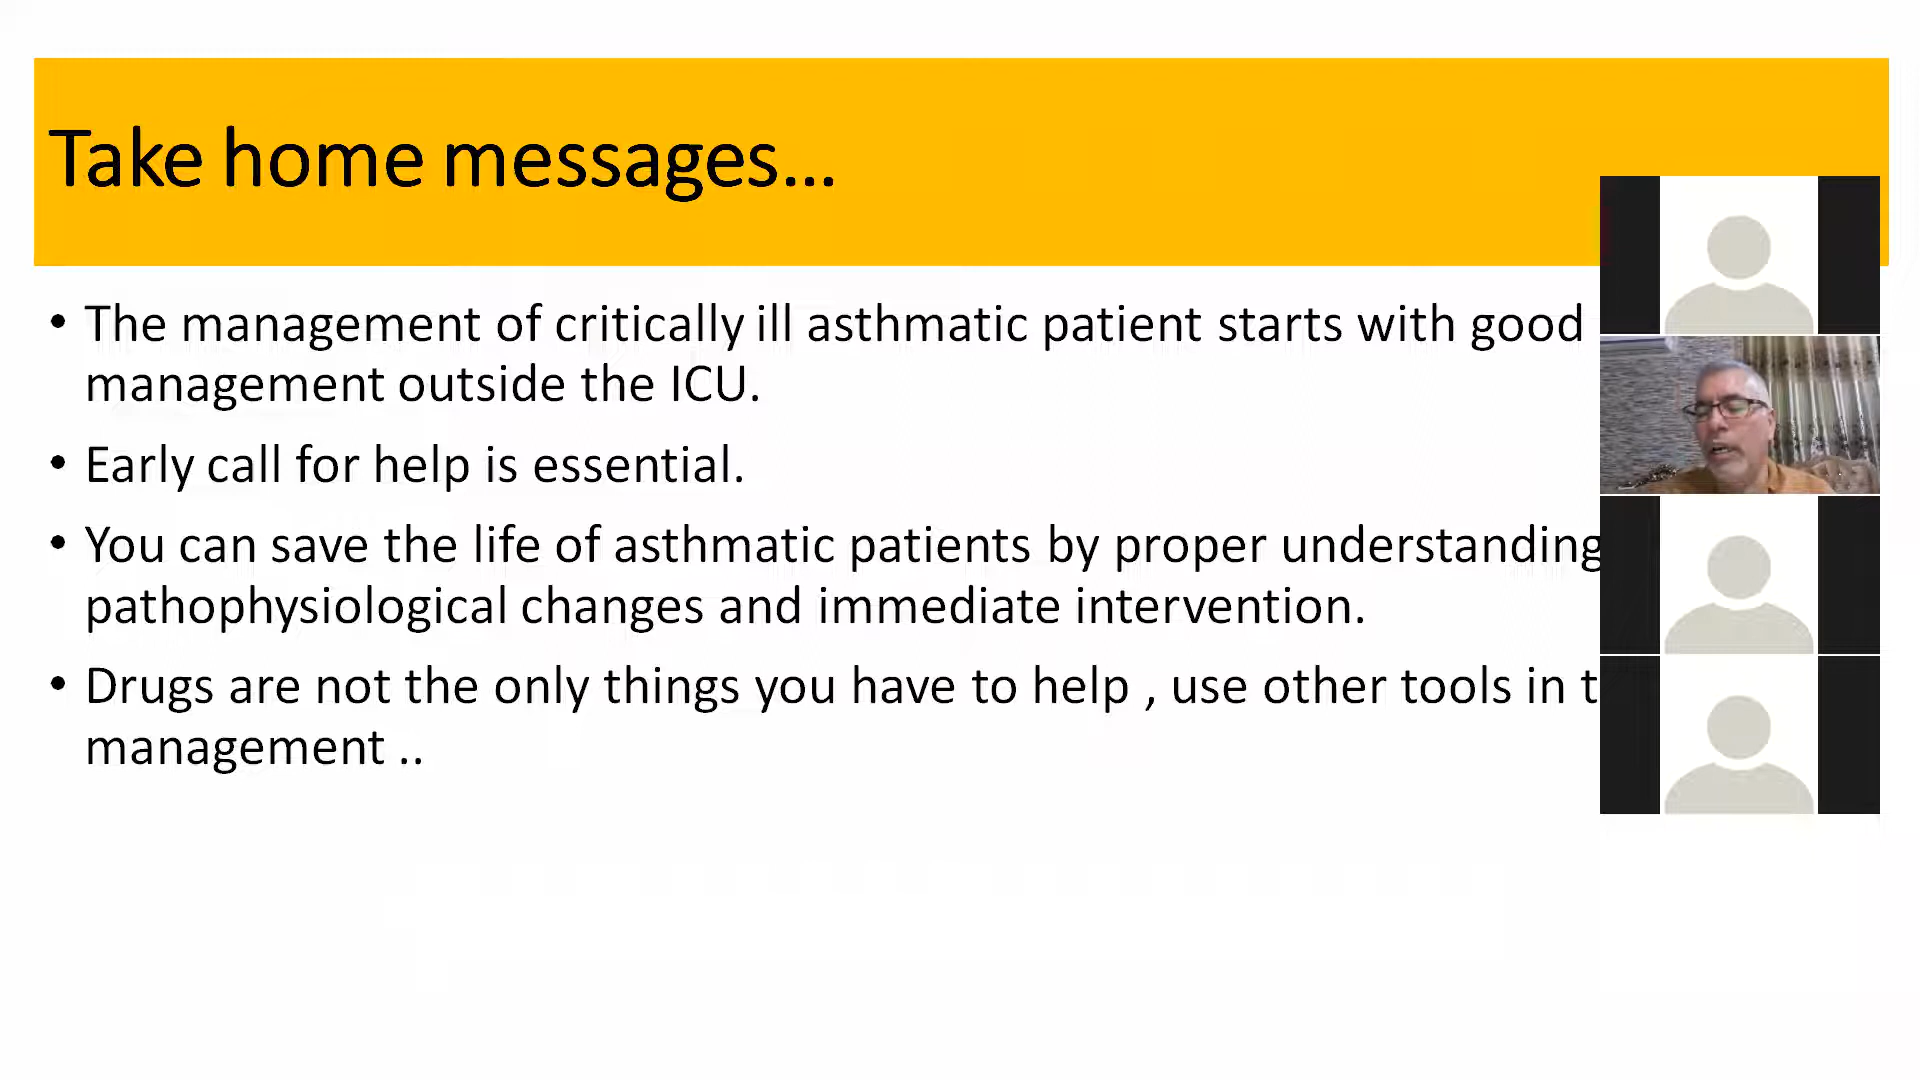 Take home messages...
• The management of critically ill asthmatic patient starts with good
management outside the ICU.
• Early call for help is essential.
• You can save the life of asthmatic patients by proper understanding
pathophysiological changes and immediate intervention.
• Drugs are not the only things you have to help , use other tools in
management ..